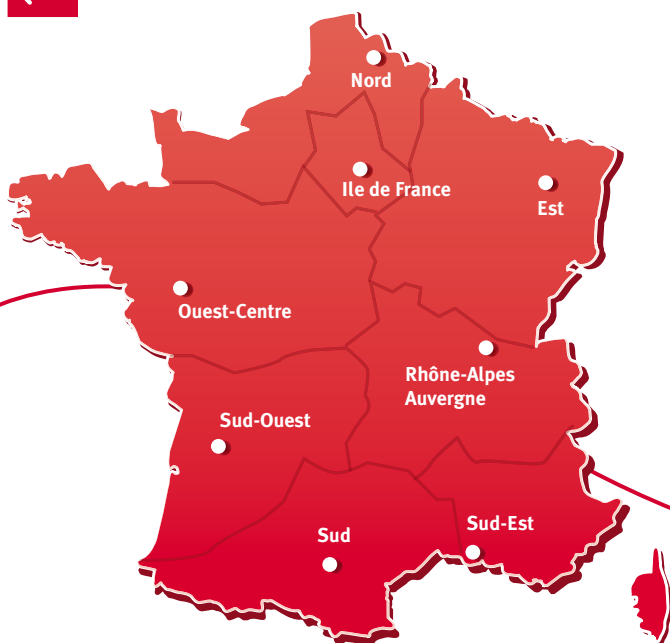 Nord
Ile de France
Est
Ouest-Centre
Rhône-Alpes
Auvergne
Sud-Ouest
Sud-Est
Sud